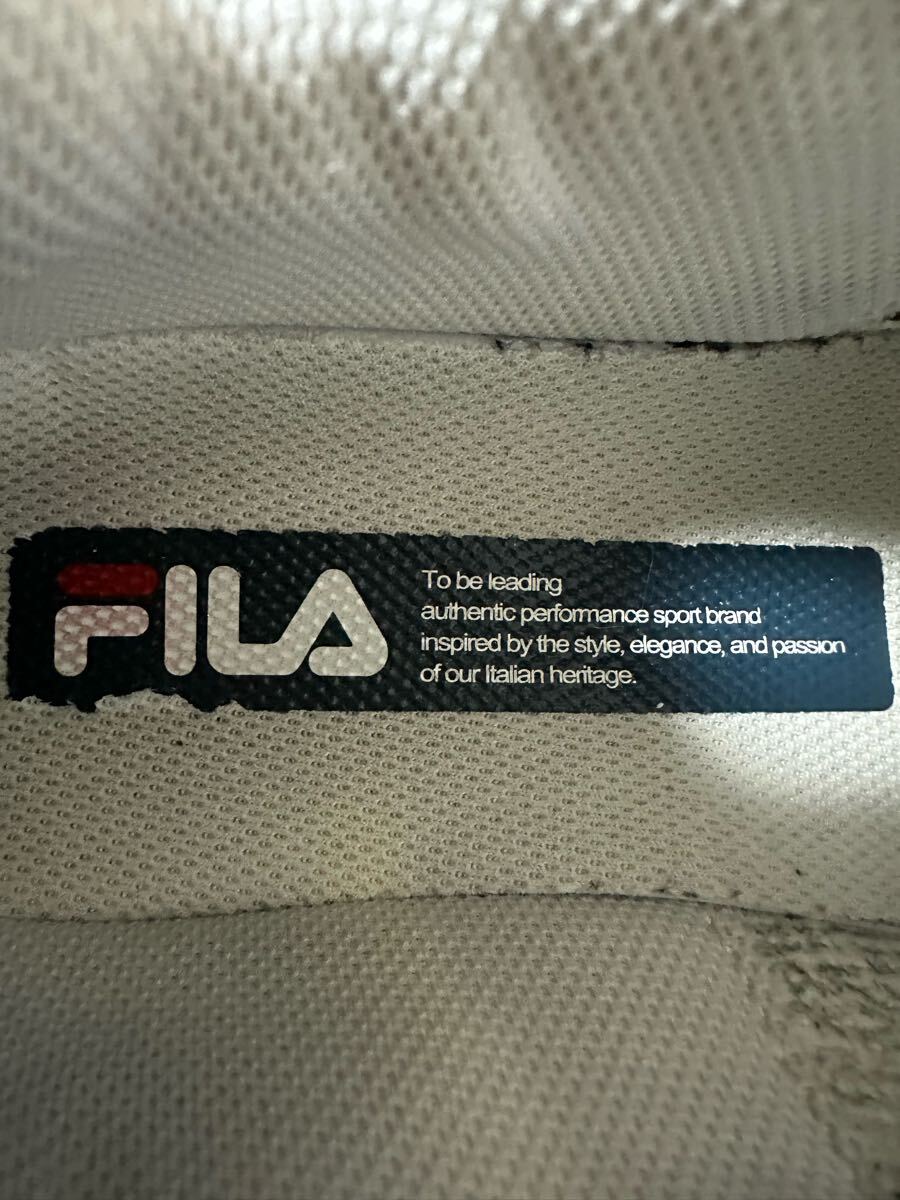 FILA
To be leading
authentic performance sport brand
inspired by the style, elegance, and passion
of our Italian heritage.